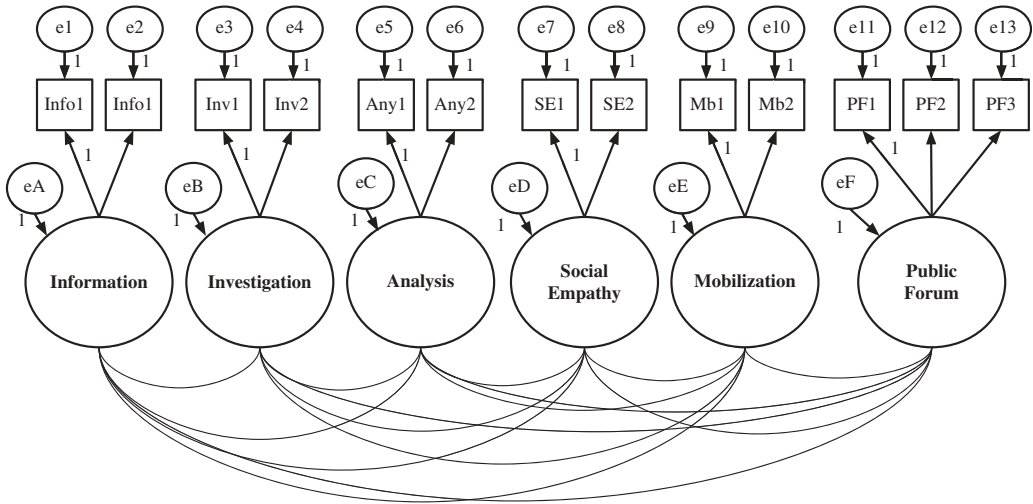 e1 e2 e3 e4 e5 e6 e7 e8 e9 e10 e11 e12 e13
1 1 1 1 1 1 1 1 1 1 1 1 1
Info1 Info1 Inv1 Inv2 Any1 Any2 SE1 SE2 Mb1 Mb2 PF1 PF2 PF3
1 1 1 1 1 1
eA eB eC eD eE eF
1 1 1 1 1 1
Information Investigation Analysis Social Empathy Mobilization Public Forum